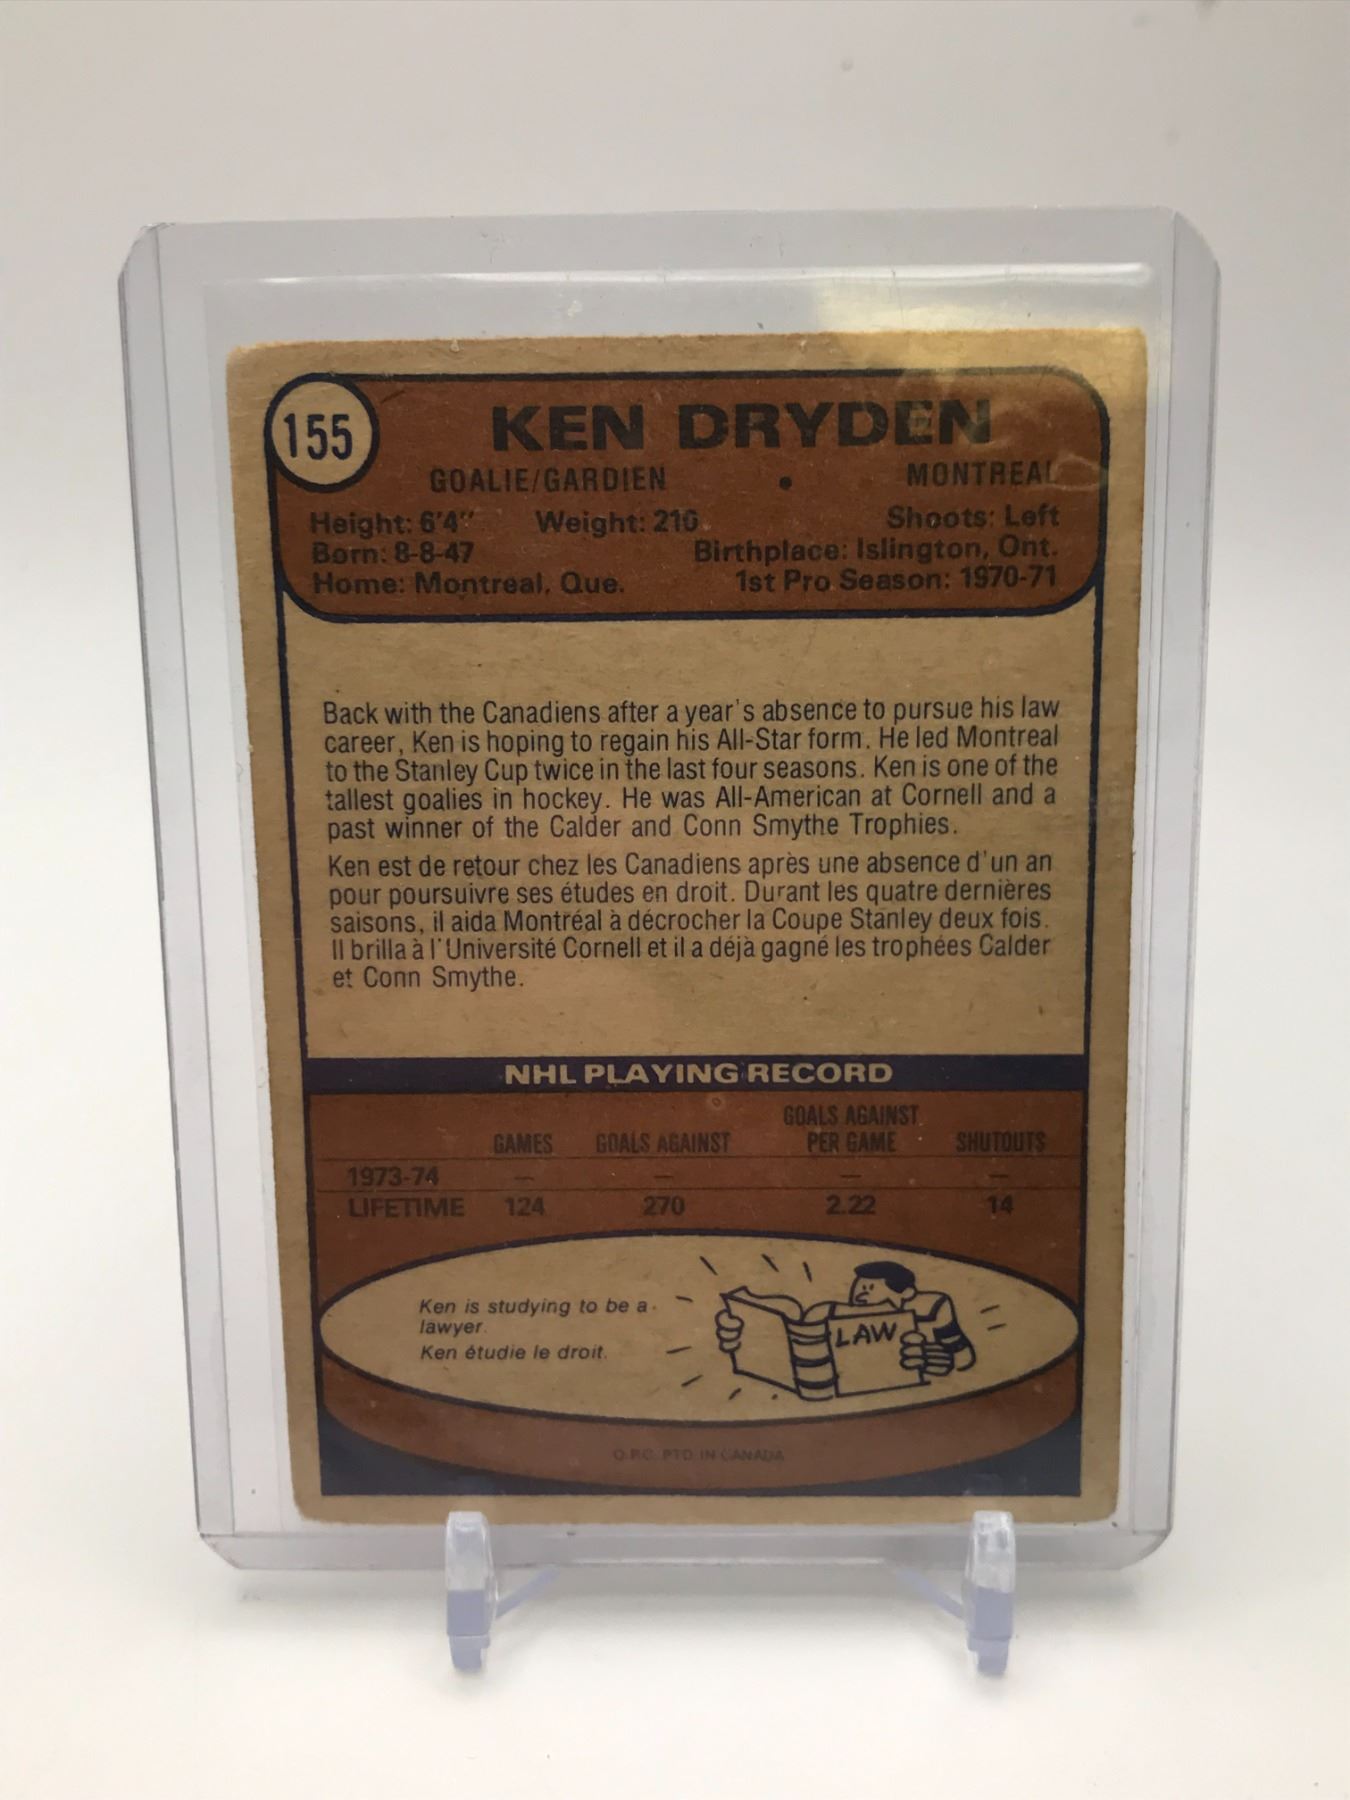 155
KEN DRYDEN
GOALIE/GARDIEN • MONTREAL
Height: 6'4" Weight: 210 Shoots: Left
Born: 8-8-47 Birthplace: Islington, Ont.
Home: Montreal, Que. 1st Pro Season: 1970-71
Back with the Canadiens after a year's absence to pursue his law
career, Ken is hoping to regain his All-Star form. He led Montreal
to the Stanley Cup twice in the last four seasons. Ken is one of the
tallest goalies in hockey. He was All-American at Cornell and a
past winner of the Calder and Conn Smythe Trophies.
Ken est de retour chez les Canadiens après une absence d'un an
pour poursuivre ses études en droit. Durant les quatre dernières
saisons, il aida Montréal à décrocher la Coupe Stanley deux fois.
Il brilla à l'Université Cornell et il a déjà gagné les trophées Calder
et Conn Smythe.
NHL PLAYING RECORD
GAMES GOALS AGAINST GOALS AGAINST PER GAME SHUTOUTS
1973-74 — — — —
LIFETIME 124 270 2.22 14
Ken is studying to be a
lawyer.
Ken étudie le droit.
LAW
O.P.C. PTD. IN CANADA